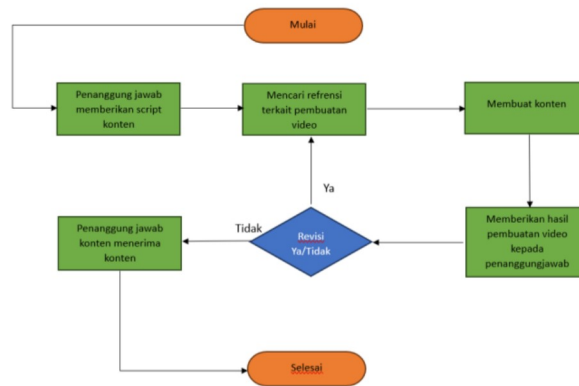 Mulai
Penanggung jawab
memberikan script
konten
Mencari refrensi
terkait pembuatan
video
Membuat konten
Ya
Memberikan hasil
pembuatan video
kepada
penanggungjawab
Revisi
Ya/Tidak
Tidak
Penanggung jawab
konten menerima
konten
Selesai